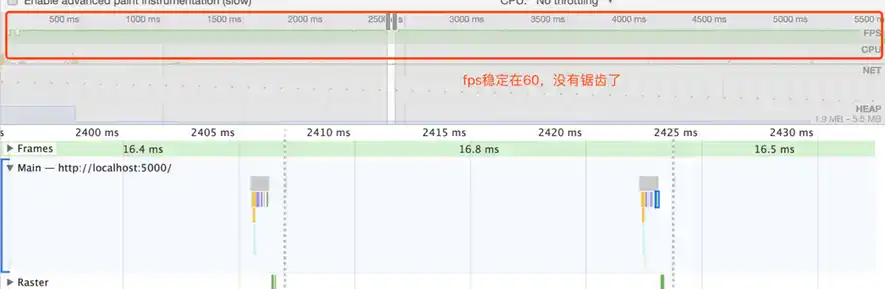 Enable advanced paint instrumentation (slow) CPU: No throttling
500 ms 1000 ms 1500 ms 2000 ms 2500 ms 3000 ms 3500 ms 4000 ms 4500 ms 5000 ms 5500 m
FPS
CPU
NET
fps稳定在60，没有锯齿了
HEAP
1.9 MB – 5.5 MB
s 2400 ms 2405 ms 2410 ms 2415 ms 2420 ms 2425 ms 2430 ms
Frames 16.4 ms 16.8 ms 16.5 ms
Main — http://localhost:5000/
Raster